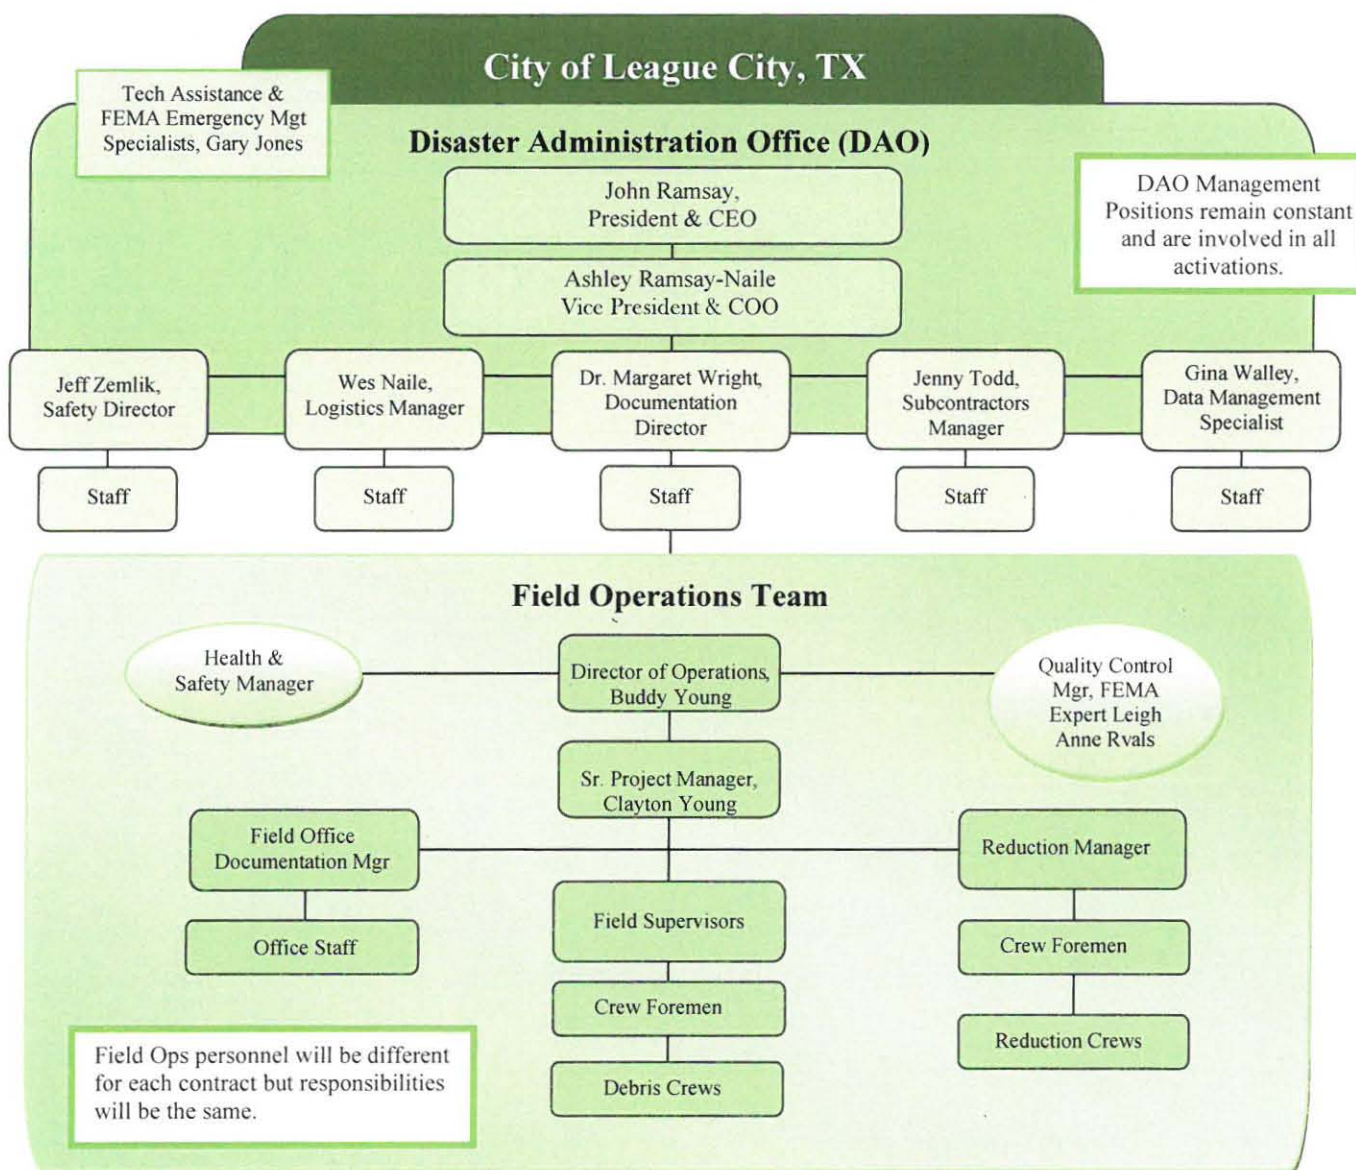 City of League City, TX
Tech Assistance &
FEMA Emergency Mgt
Specialists, Gary Jones
Disaster Administration Office (DAO)
John Ramsay,
President & CEO
DAO Management
Positions remain constant
and are involved in all
activations.
Ashley Ramsay-Naile
Vice President & COO
Jeff Zemlik,
Safety Director
Wes Naile,
Logistics Manager
Dr. Margaret Wright,
Documentation
Director
Jenny Todd,
Subcontractors
Manager
Gina Walley,
Data Management
Specialist
Staff
Staff
Staff
Staff
Staff
Field Operations Team
Health &
Safety Manager
Director of Operations,
Buddy Young
Quality Control
Mgr, FEMA
Expert Leigh
Anne Rvals
Sr. Project Manager,
Clayton Young
Field Office
Documentation Mgr
Reduction Manager
Office Staff
Field Supervisors
Crew Foremen
Crew Foremen
Reduction Crews
Debris Crews
Field Ops personnel will be different
for each contract but responsibilities
will be the same.